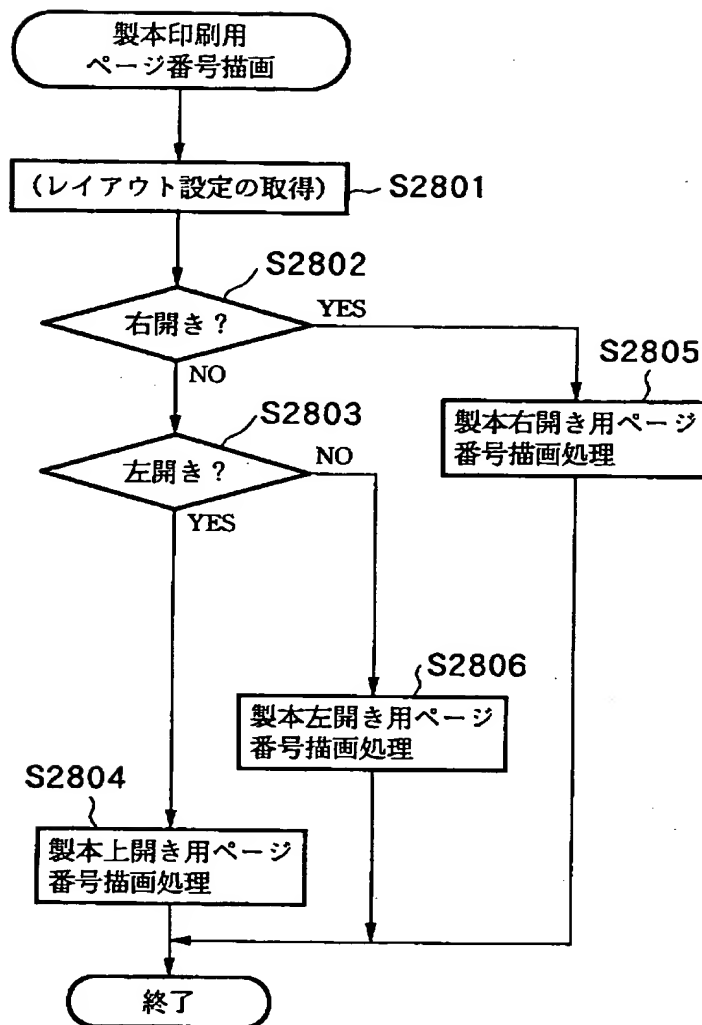 製本印刷用
ページ番号描画
(レイアウト設定の取得)
S2801
S2802
右開き？
YES
NO
S2805
製本右開き用ページ
番号描画処理
S2803
左開き？
NO
YES
S2806
製本左開き用ページ
番号描画処理
S2804
製本上開き用ページ
番号描画処理
終了